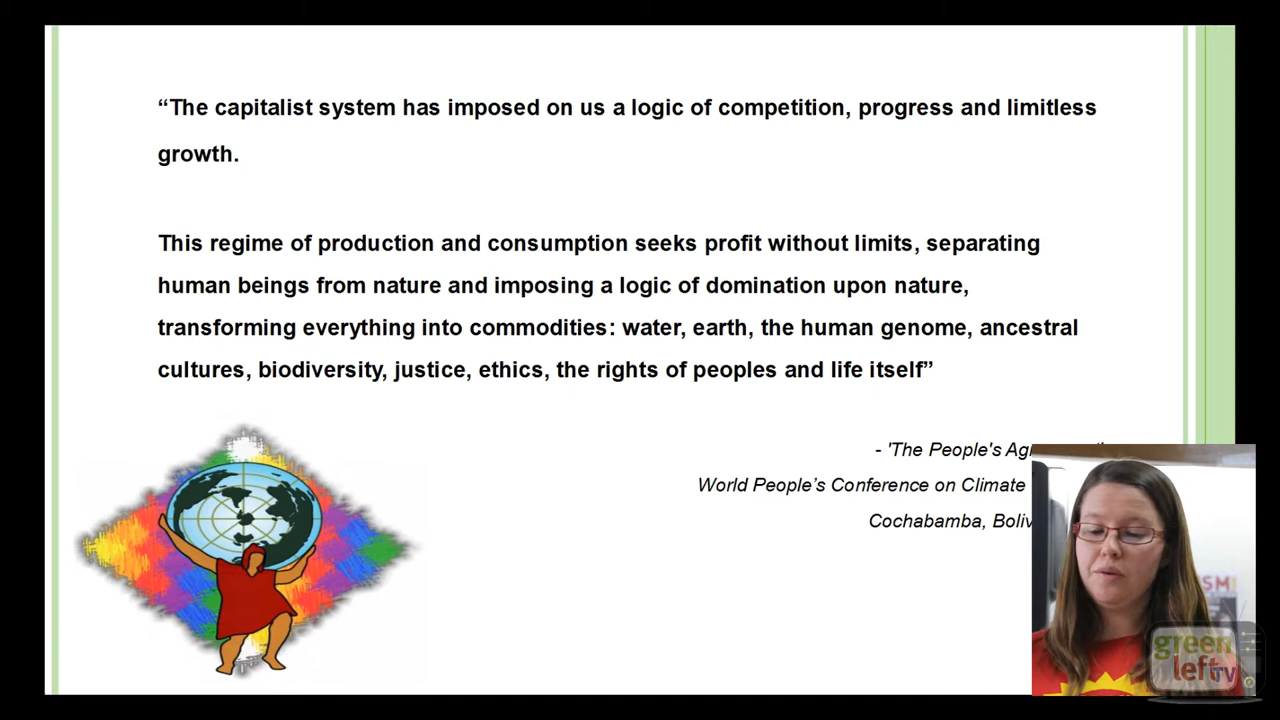 “The capitalist system has imposed on us a logic of competition, progress and limitless
growth.
This regime of production and consumption seeks profit without limits, separating
human beings from nature and imposing a logic of domination upon nature,
transforming everything into commodities: water, earth, the human genome, ancestral
cultures, biodiversity, justice, ethics, the rights of peoples and life itself”
- 'The People's
World People’s Conference on Climate
Cochabamba,
green
left TV